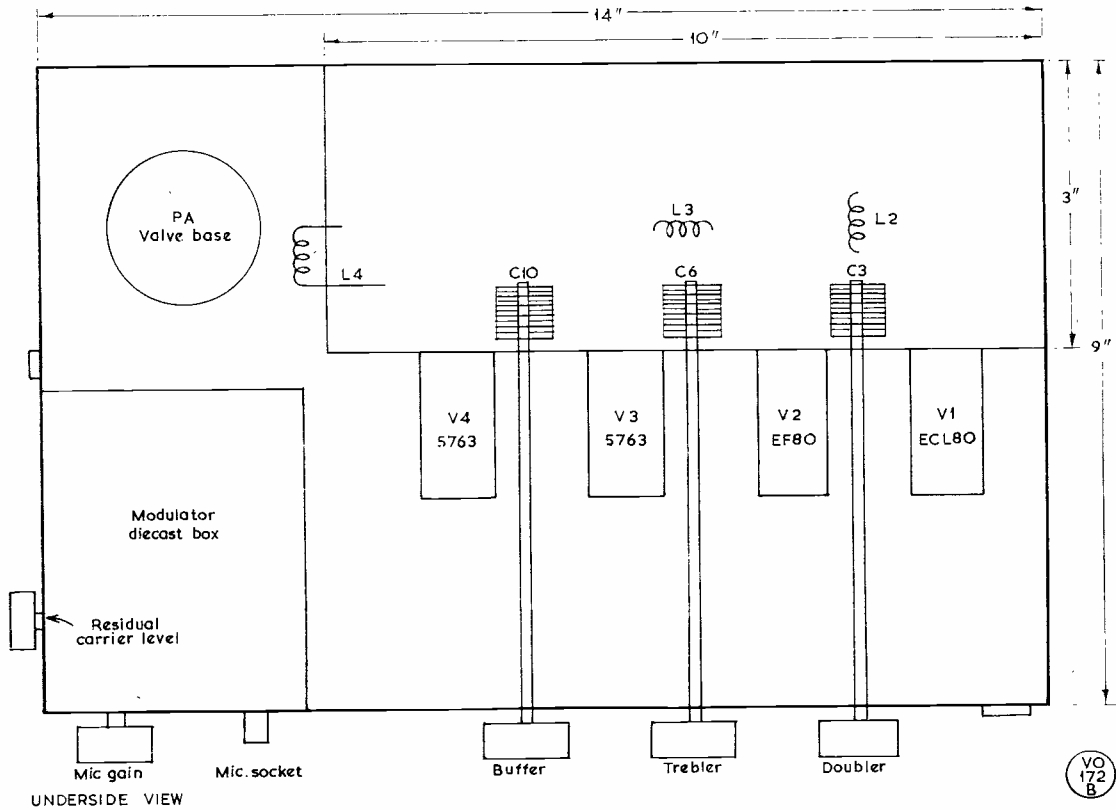 14"
10"
PA
Valve base
L4
L3
L2
C10
C6
C3
3"
9"
V4
5763
V3
5763
V2
EF80
V1
ECL80
Modulator
diecast box
Residual
carrier level
Mic gain
Mic. socket
Buffer
Trebler
Doubler
UNDERSIDE VIEW
VO
172
B